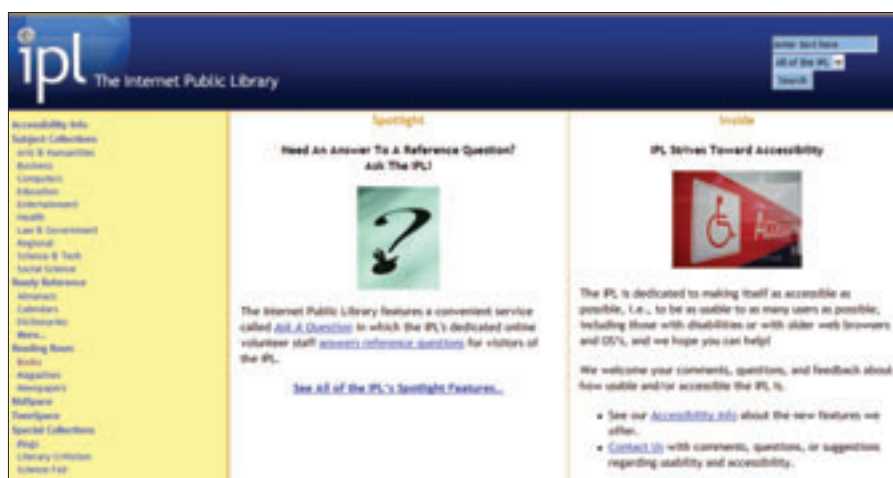 ipl The Internet Public Library
enter text here
All of the IPL
Search
Accessibility Info
Subject Collections
Arts & Humanities
Business
Computers
Education
Entertainment
Health
Law & Government
Regional
Science & Tech
Social Science
Ready Reference
Almanacs
Calendars
Dictionaries
More...
Reading Room
Books
Magazines
Newspapers
KidSpace
TeenSpace
Special Collections
Blogs
Literary Criticism
Science Fair
Spotlight
Need An Answer To A Reference Question?
Ask The IPL!
The Internet Public Library features a convenient service
called Ask A Question in which the IPL's dedicated online
volunteer staff answers reference questions for visitors of
the IPL.
See All of the IPL's Spotlight Features...
Inside
IPL Strives Toward Accessibility
The IPL is dedicated to making itself as accessible as
possible, i.e., to be as usable to as many users as possible,
including those with disabilities or with older web browsers
and OS's, and we hope you can help!
We welcome your comments, questions, and feedback about
how usable and/or accessible the IPL is.
• See our Accessibility Info about the new features we
offer.
• Contact Us with comments, questions, or suggestions
regarding usability and accessibility.